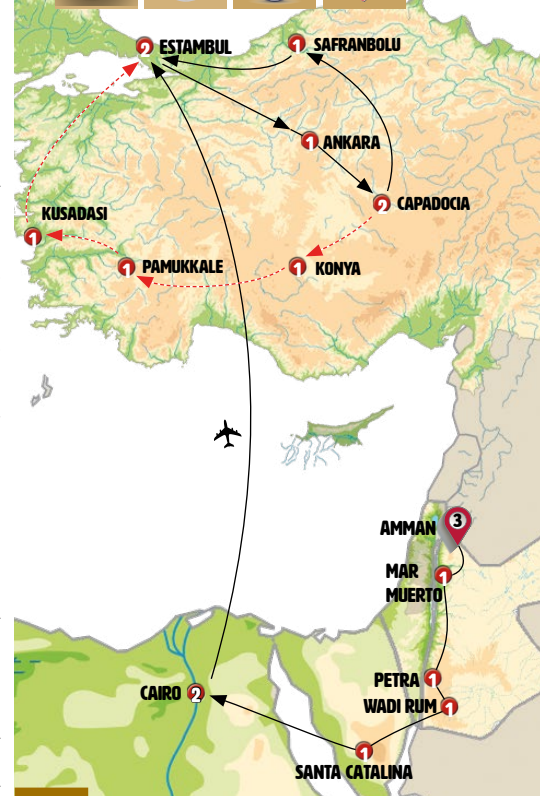 2 ESTAMBUL
1 SAFRANBOLU
1 ANKARA
2 CAPADOCIA
KUSADASI
1
1 PAMUKKALE
1 KONYA
AMMAN 3
MAR
MUERTO 1
PETRA 1
WADI RUM 1
CAIRO 2
1
SANTA CATALINA